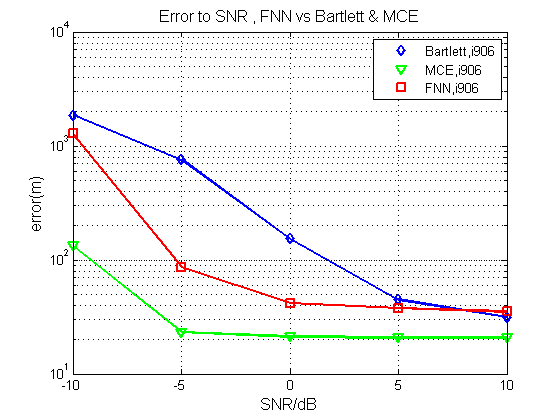 Error to SNR , FNN vs Bartlett & MCE
Bartlett,i906
MCE,i906
FNN,i906
error(m)
10^4
10^3
10^2
10^1
-10
-5
0
5
10
SNR/dB